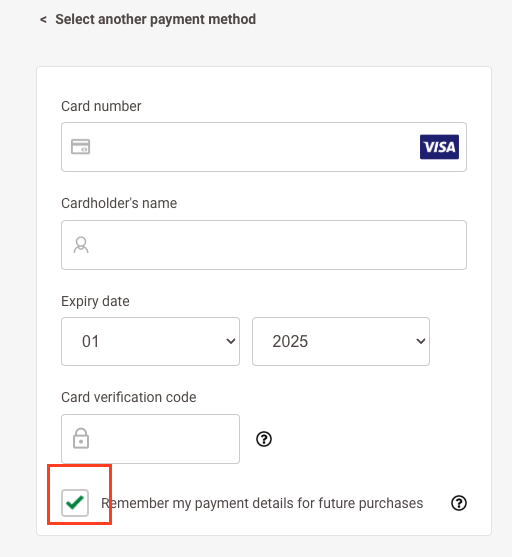 < Select another payment method
Card number
VISA
Cardholder's name
Expiry date
01 2025
Card verification code
?
Remember my payment details for future purchases ?